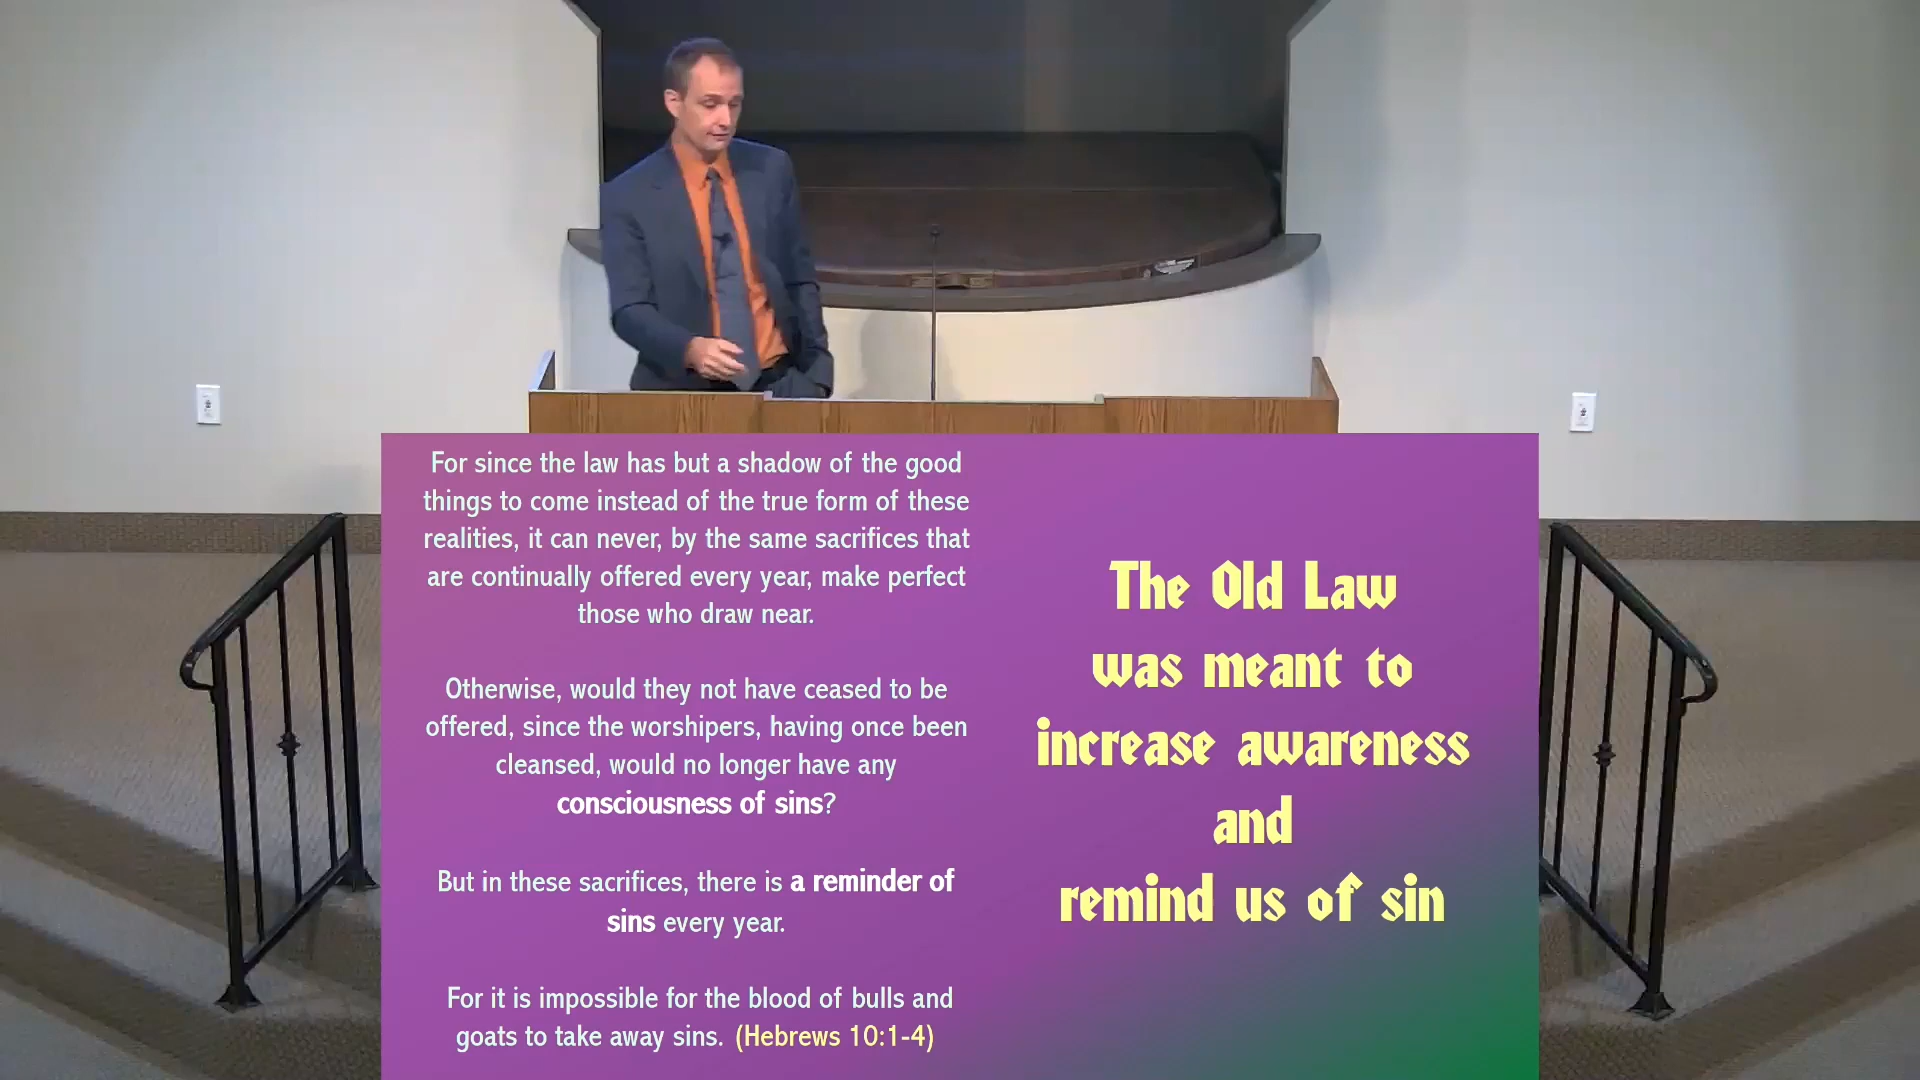 For since the law has but a shadow of the good
things to come instead of the true form of these
realities, it can never, by the same sacrifices that
are continually offered every year, make perfect
those who draw near.
Otherwise, would they not have ceased to be
offered, since the worshipers, having once been
cleansed, would no longer have any
consciousness of sins?
But in these sacrifices, there is a reminder of
sins every year.
For it is impossible for the blood of bulls and
goats to take away sins. (Hebrews 10:1-4)
The Old Law
was meant to
increase awareness
and
remind us of sin